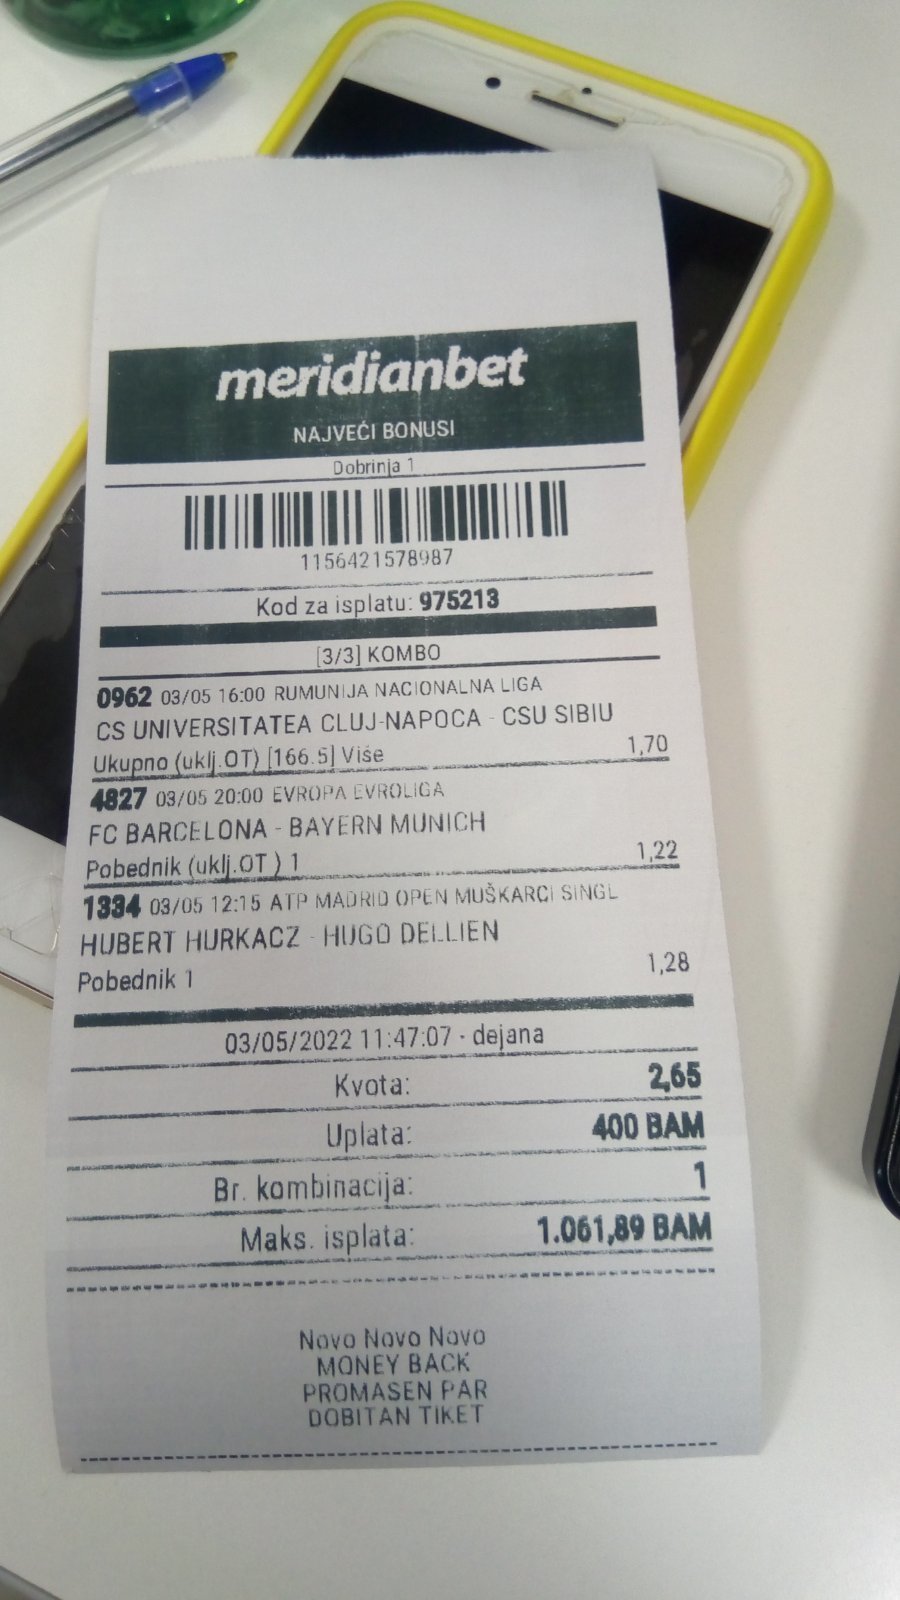 meridianbet
NAJVEĆI BONUSI
Dobrinja 1
1156421578987
Kod za isplatu: 975213
[3/3] KOMBO
0962 03/05 16:00 RUMUNIJA NACIONALNA LIGA
CS UNIVERSITATEA CLUJ-NAPOCA - CSU SIBIU
Ukupno (uklj.OT) [166.5] Više 1,70
4827 03/05 20:00 EVROPA EVROLIGA
FC BARCELONA - BAYERN MUNICH
Pobednik (uklj.OT ) 1 1,22
1334 03/05 12:15 ATP MADRID OPEN MUŠKARCI SINGL
HUBERT HURKACZ - HUGO DELLIEN
Pobednik 1 1,28
03/05/2022 11:47:07 - dejana
Kvota: 2,65
Uplata: 400 BAM
Br. kombinacija: 1
Maks. isplata: 1.061,89 BAM
Novo Novo Novo
MONEY BACK
PROMASEN PAR
DOBITAN TIKET